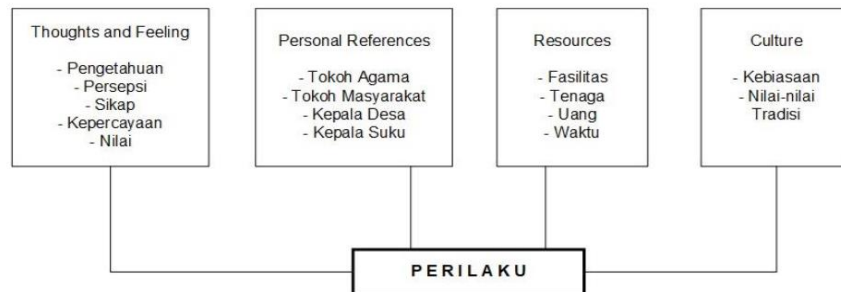 Thoughts and Feeling
- Pengetahuan
- Persepsi
- Sikap
- Kepercayaan
- Nilai
Personal References
- Tokoh Agama
- Tokoh Masyarakat
- Kepala Desa
- Kepala Suku
Resources
- Fasilitas
- Tenaga
- Uang
- Waktu
Culture
- Kebiasaan
- Nilai-nilai
Tradisi
PERILAKU